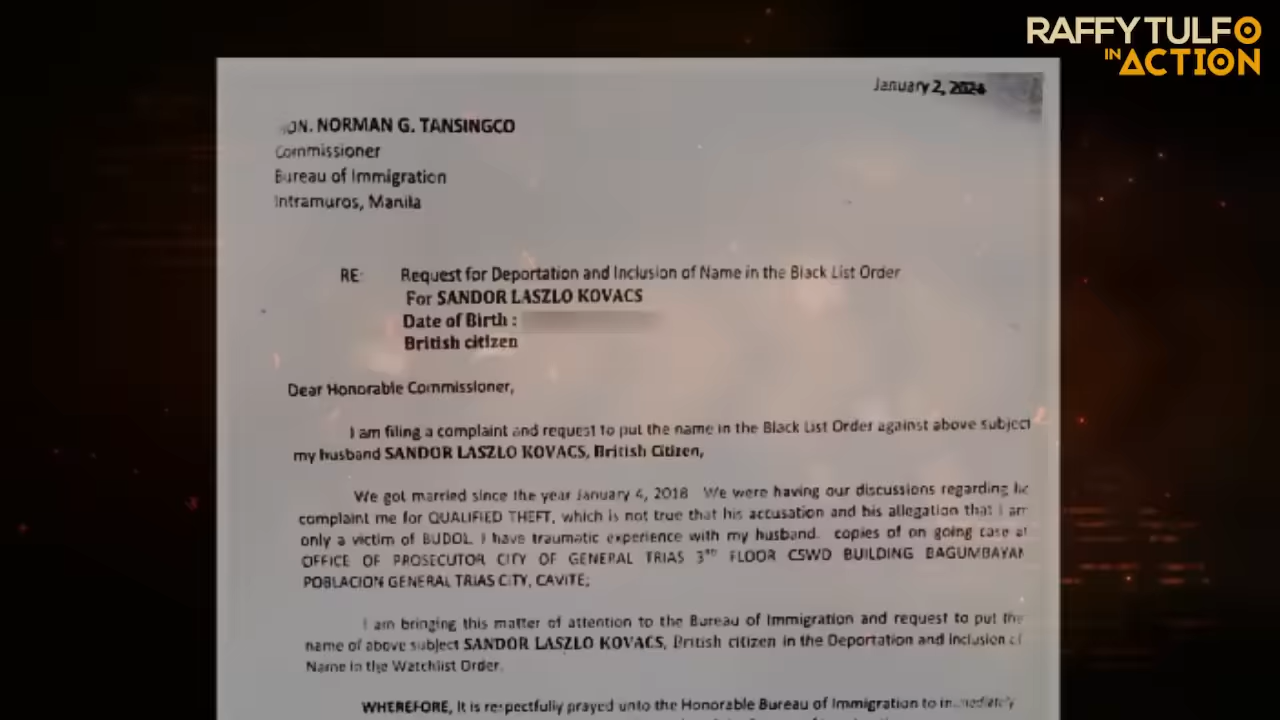 RAFFY TULFO
IN ACTION
January 2, 2024
HON. NORMAN G. TANSINGCO
Commissioner
Bureau of Immigration
Intramuros, Manila
RE: Request for Deportation and Inclusion of Name in the Black List Order
For SANDOR LASZLO KOVACS
Date of Birth :
British citizen
Dear Honorable Commissioner,
I am filing a complaint and request to put the name in the Black List Order against above subject
my husband SANDOR LASZLO KOVACS, British Citizen,
We got married since the year January 4, 2018 We were having our discussions regarding he
complaint me for QUALIFIED THEFT, which is not true that his accusation and his allegation that I am
only a victim of BUDOL. I have traumatic experience with my husband. copies of on going case at
OFFICE OF PROSECUTOR CITY OF GENERAL TRIAS 3RD FLOOR CSWD BUILDING BAGUMBAYAN
POBLACION GENERAL TRIAS CITY, CAVITE;
I am bringing this matter of attention to the Bureau of Immigration and request to put the
name of above subject SANDOR LASZLO KOVACS, British citizen in the Deportation and Inclusion of
Name in the Watchlist Order.
WHEREFORE, It is respectfully prayed unto the Honorable Bureau of Immigration to immediately